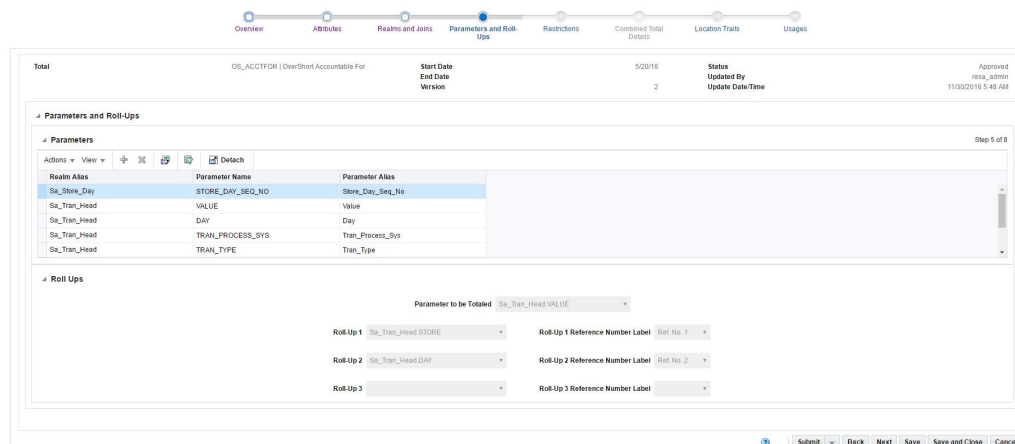 Overview
Attributes
Realms and Joins
Parameters and Roll-Ups
Restrictions
Combined Total Details
Location Traits
Usages
Total OS_ACCTFOR | OverShort Accountable For Start Date 5/20/16 Status Approved
End Date Updated By resa_admin
Version 2 Update Date/Time 11/30/2016 5:48 AM
Parameters and Roll-Ups
Parameters Step 5 of 8
Actions View Detach
Realm Alias Parameter Name Parameter Alias
Sa_Store_Day STORE_DAY_SEQ_NO Store_Day_Seq_No
Sa_Tran_Head VALUE Value
Sa_Tran_Head DAY Day
Sa_Tran_Head TRAN_PROCESS_SYS Tran_Process_Sys
Sa_Tran_Head TRAN_TYPE Tran_Type
Roll Ups
Parameter to be Totaled Sa_Tran_Head.VALUE
Roll-Up 1 Sa_Tran_Head.STORE Roll-Up 1 Reference Number Label Ref. No. 1
Roll-Up 2 Sa_Tran_Head.DAY Roll-Up 2 Reference Number Label Ref. No. 2
Roll-Up 3 Roll-Up 3 Reference Number Label
Submit Back Next Save Save and Close Cance